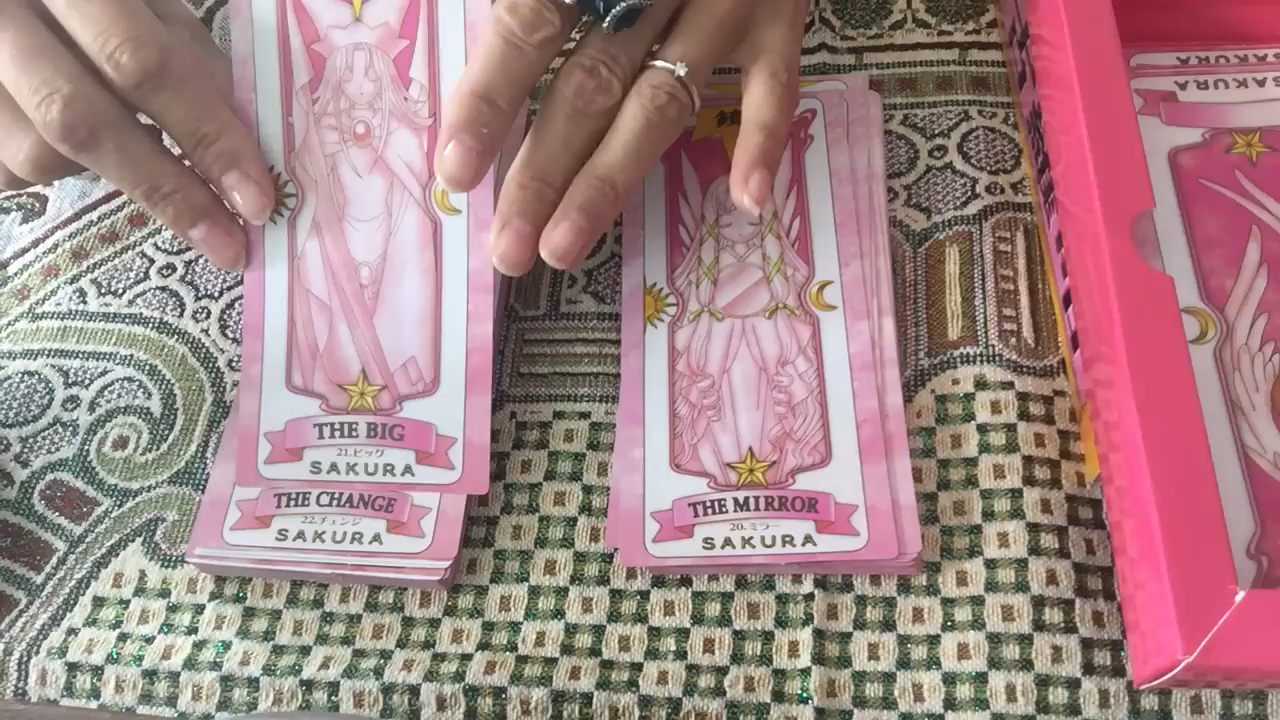 THE BIG
21.ビッグ
SAKURA
THE CHANGE
22.チェンジ
SAKURA
THE MIRROR
20.ミラー
SAKURA
SAKURA
SAKURA